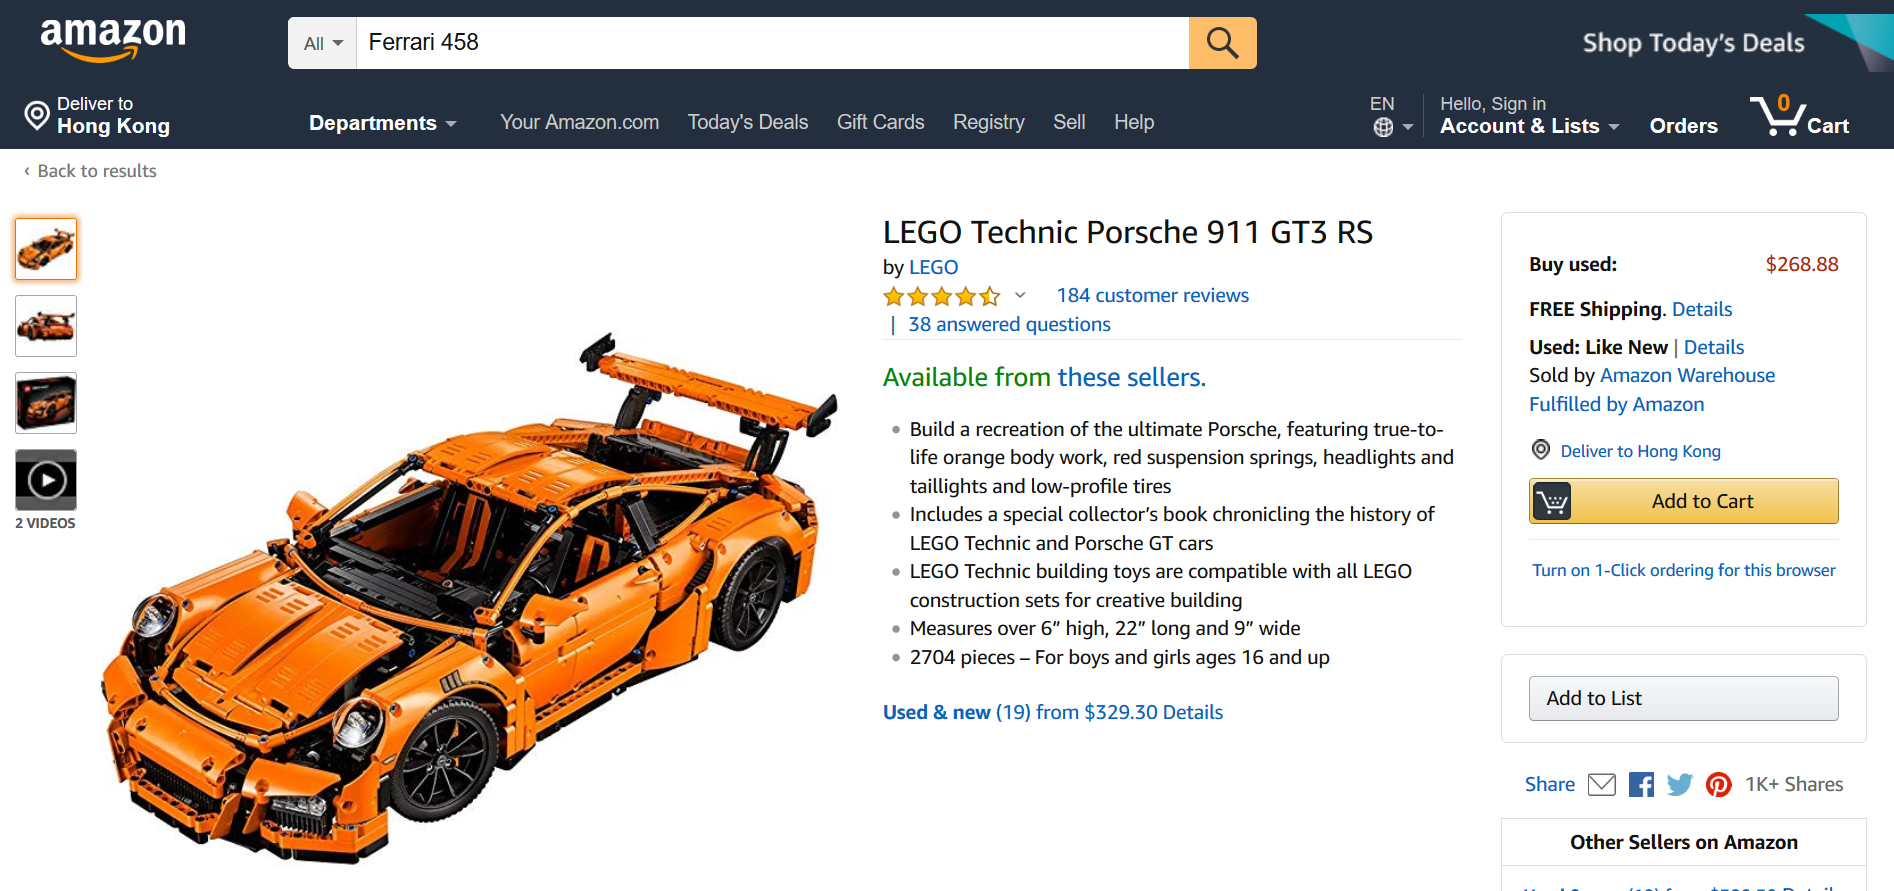 amazon
All
Ferrari 458
Shop Today's Deals
Deliver to
Hong Kong
Departments
Your Amazon.com
Today's Deals
Gift Cards
Registry
Sell
Help
EN
Hello, Sign in
Account & Lists
Orders
0
Cart
‹ Back to results
2 VIDEOS
LEGO Technic Porsche 911 GT3 RS
by LEGO
184 customer reviews
| 38 answered questions
Available from these sellers.
Build a recreation of the ultimate Porsche, featuring true-to-
life orange body work, red suspension springs, headlights and
taillights and low-profile tires
Includes a special collector's book chronicling the history of
LEGO Technic and Porsche GT cars
LEGO Technic building toys are compatible with all LEGO
construction sets for creative building
Measures over 6” high, 22” long and 9” wide
2704 pieces – For boys and girls ages 16 and up
Used & new (19) from $329.30 Details
Buy used:
$268.88
FREE Shipping. Details
Used: Like New | Details
Sold by Amazon Warehouse
Fulfilled by Amazon
Deliver to Hong Kong
Add to Cart
Turn on 1-Click ordering for this browser
Add to List
Share
1K+ Shares
Other Sellers on Amazon